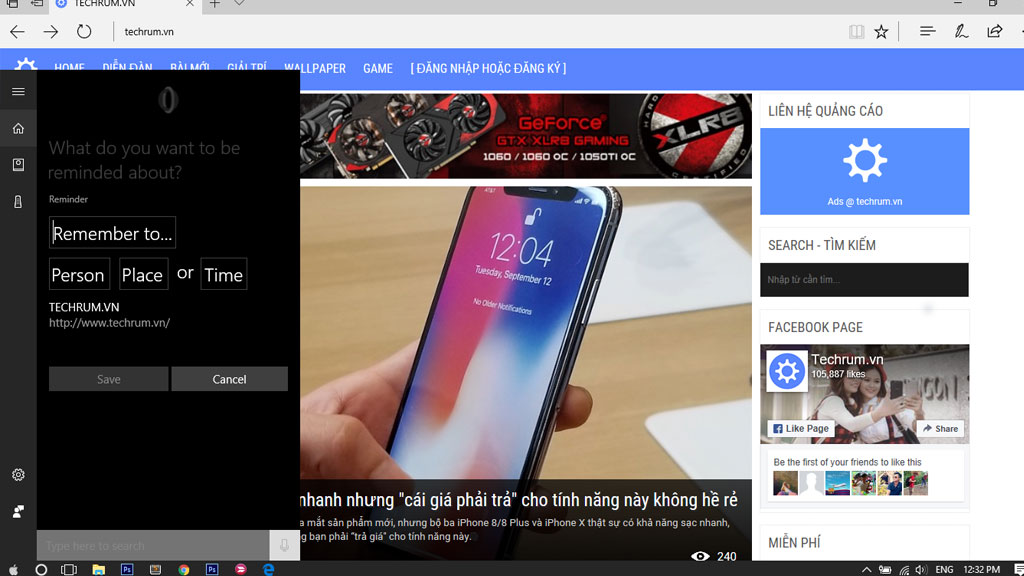 TECHRUM.VN
techrum.vn
HOME DIỄN ĐÀN BÀI MỚI GIẢI TRÍ WALLPAPER GAME [ ĐĂNG NHẬP HOẶC ĐĂNG KÝ ]
What do you want to be
reminded about?
Reminder
Remember to...
Person Place or Time
TECHRUM.VN
http://www.techrum.vn/
Save Cancel
Type here to search
GEFORCE
GTX XLR8 GAMING
1060 / 1060 OC / 1050TI OC
HARD
XLR8
12:04
Tuesday, September 12
No Older Notifications
nhanh nhưng "cái giá phải trả" cho tính năng này không hề rẻ
a mắt sản phẩm mới, nhưng bộ ba iPhone 8/8 Plus và iPhone X thật sự có khả năng sạc nhanh,
g bạn phải "trả giá" cho tính năng này.
240
LIÊN HỆ QUẢNG CÁO
Ads @ techrum.vn
SEARCH - TÌM KIẾM
Nhập từ cần tìm...
FACEBOOK PAGE
Techrum.vn
105,887 likes
Like Page Share
Be the first of your friends to like this
MIỄN PHÍ
ENG 12:32 PM